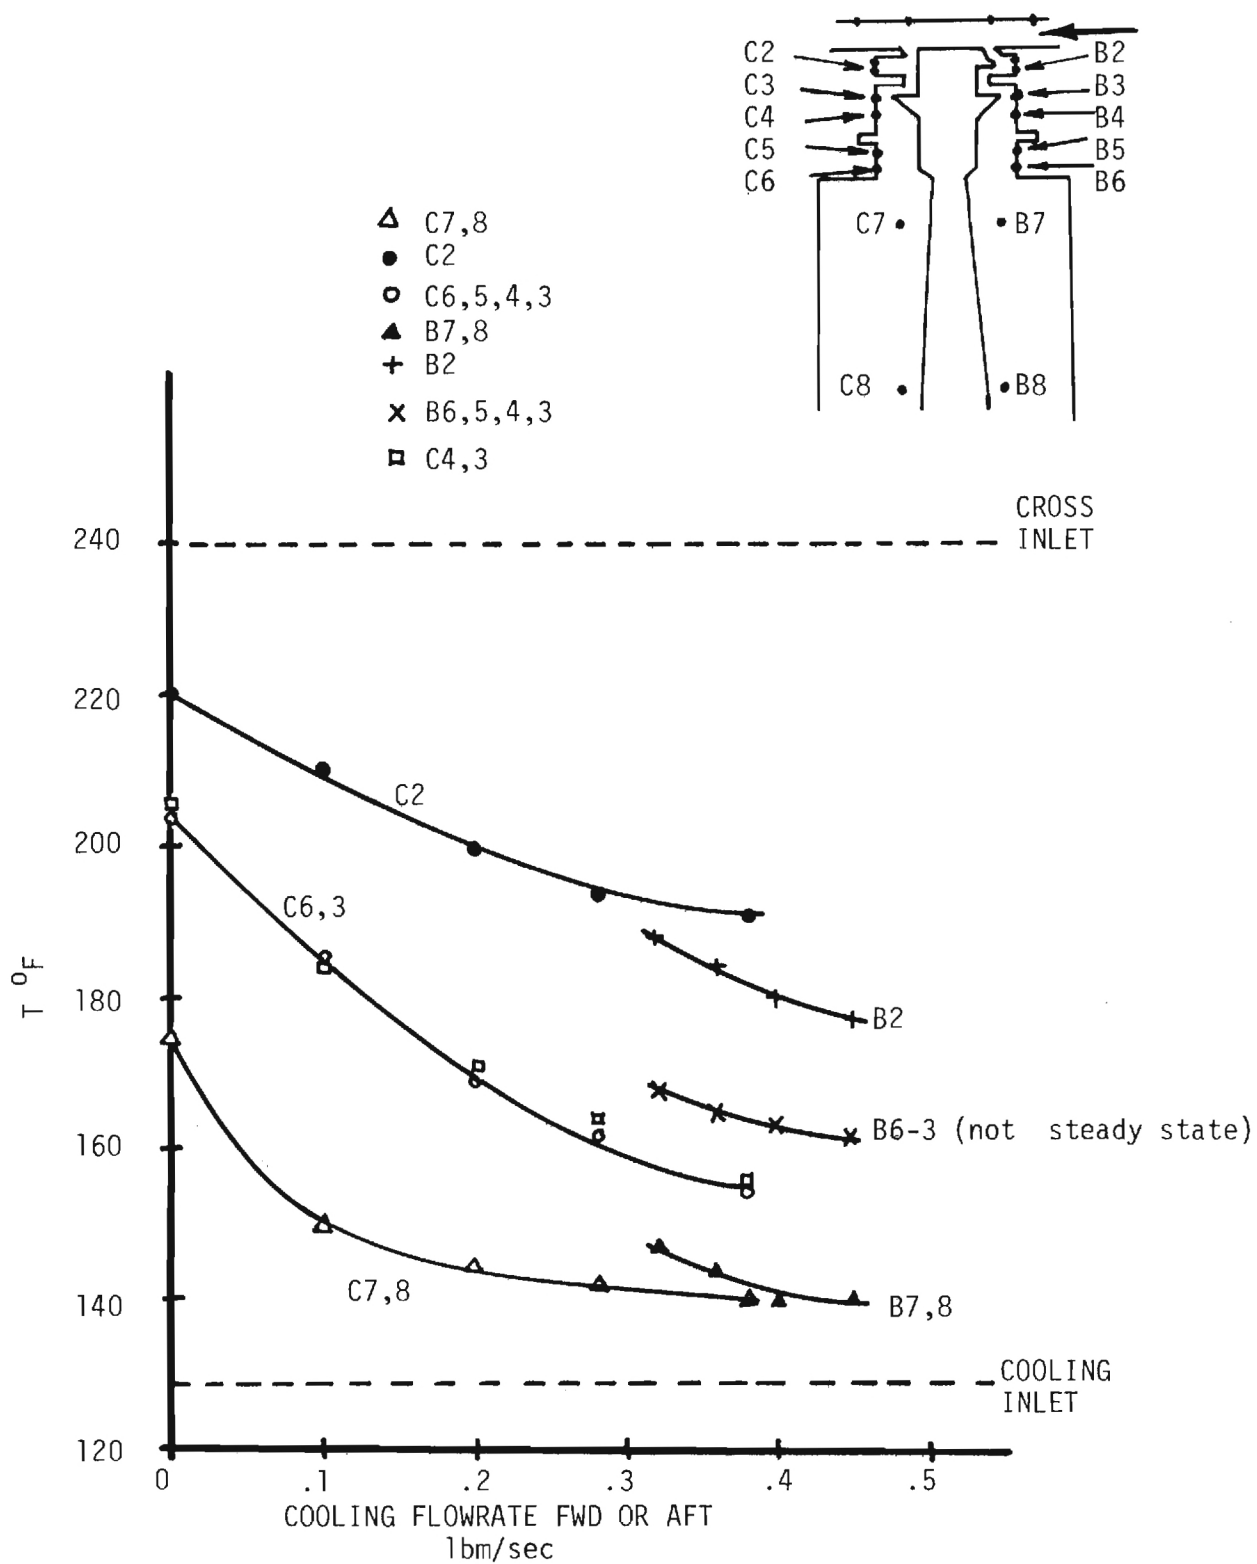 C2
C3
C4
C5
C6
B2
B3
B4
B5
B6
C7
B7
C8
B8
C7,8
C2
C6,5,4,3
B7,8
B2
B6,5,4,3
C4,3
CROSS
INLET
240
220
200
180
160
140
120
T °F
C2
C6,3
C7,8
B2
B6-3 (not steady state)
B7,8
COOLING
INLET
0 .1 .2 .3 .4 .5
COOLING FLOWRATE FWD OR AFT
lbm/sec